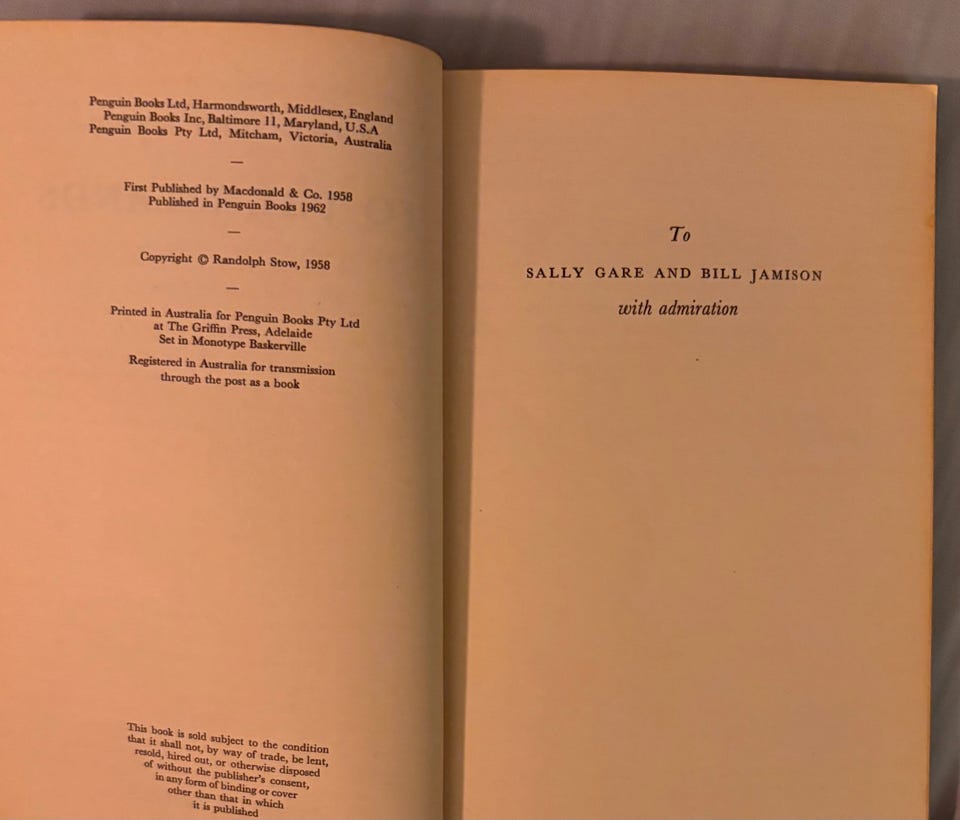 Penguin Books Ltd, Harmondsworth, Middlesex, England
Penguin Books Inc, Baltimore 11, Maryland, U.S.A
Penguin Books Pty Ltd, Mitcham, Victoria, Australia
—
First Published by Macdonald & Co. 1958
Published in Penguin Books 1962
—
Copyright © Randolph Stow, 1958
—
Printed in Australia for Penguin Books Pty Ltd
at The Griffin Press, Adelaide
Set in Monotype Baskerville
Registered in Australia for transmission
through the post as a book
This book is sold subject to the condition
that it shall not, by way of trade, be lent,
resold, hired out, or otherwise disposed
of without the publisher's consent,
in any form of binding or cover
other than that in which
it is published
To
SALLY GARE AND BILL JAMISON
with admiration